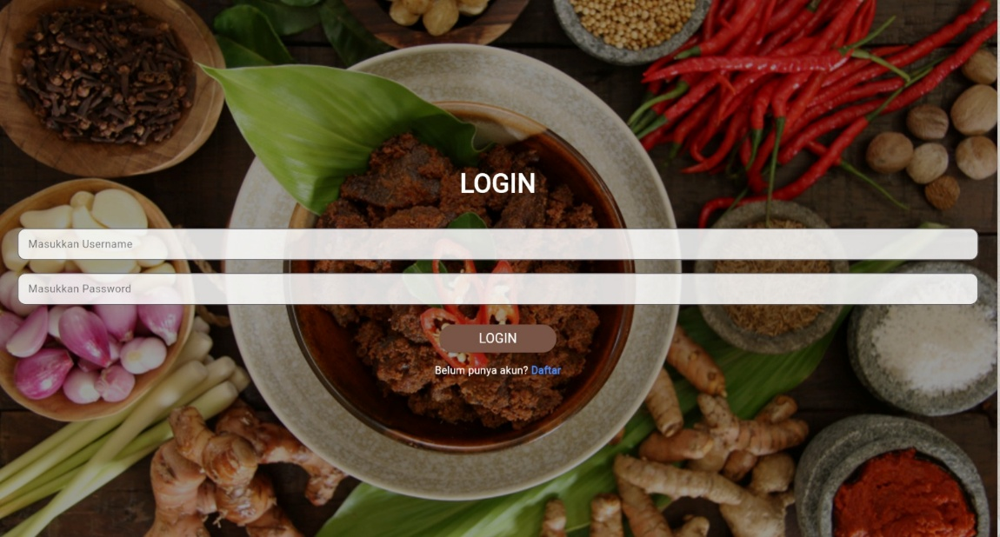 LOGIN
Masukkan Username
Masukkan Password
LOGIN
Belum punya akun? Daftar